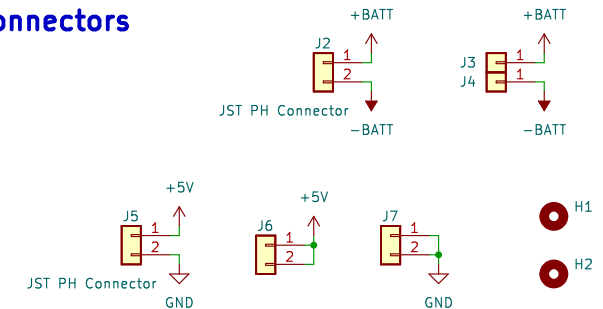 onnectors
+BATT
+BATT
J2
1
2
JST PH Connector
-BATT
J3
1
J4
1
-BATT
+5V
+5V
J5
1
2
JST PH Connector
GND
J6
1
2
J7
1
2
GND
H1
H2